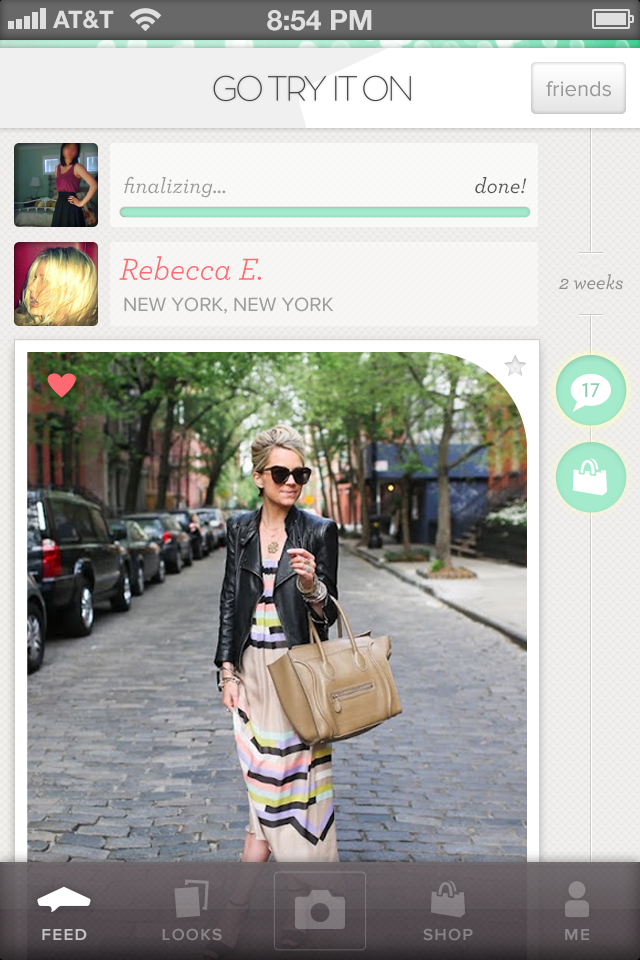 AT&T 8:54 PM
GO TRY IT ON
friends
finalizing... done!
Rebecca E.
NEW YORK, NEW YORK
2 weeks
17
FEED LOOKS SHOP ME